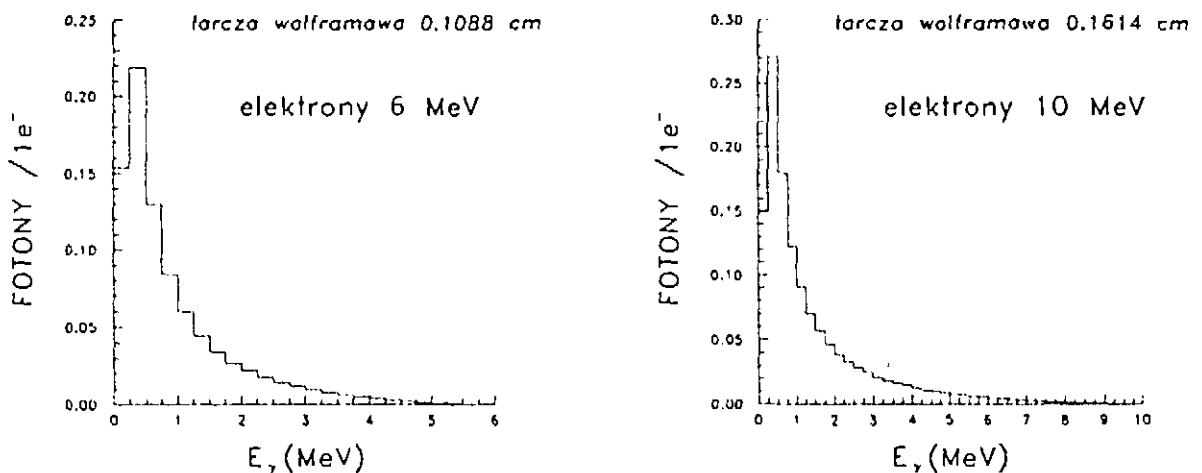 tarcza wolframowa 0.1088 cm
elektrony 6 MeV
FOTONY /1e⁻
0.25
0.20
0.15
0.10
0.05
0.00
0 1 2 3 4 5 6
Eγ(MeV)
tarcza wolframowa 0.1614 cm
elektrony 10 MeV
FOTONY /1e⁻
0.30
0.25
0.20
0.15
0.10
0.05
0.00
0 1 2 3 4 5 6 7 8 9 10
Eγ(MeV)